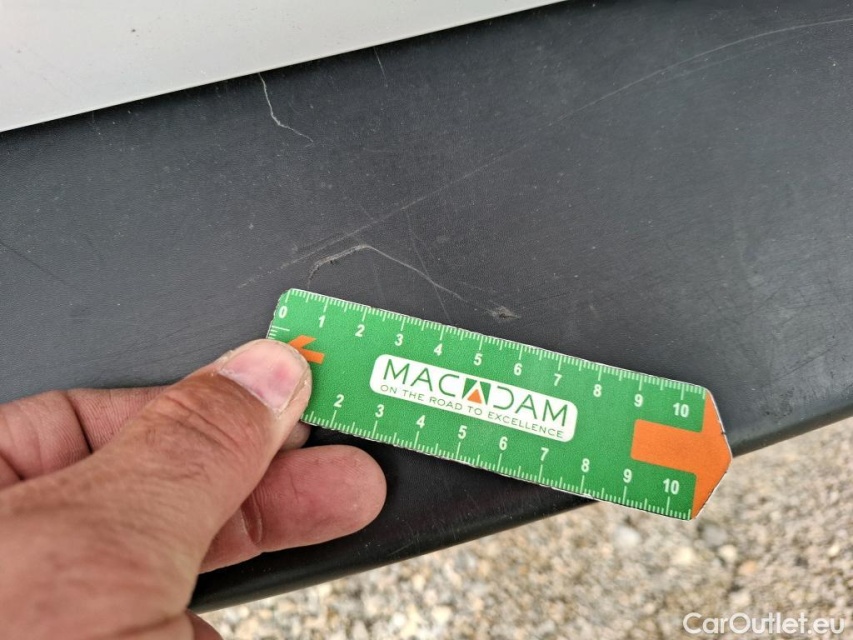 0 1 2 3 4 5 6 7 8 9 10
MACADAM
ON THE ROAD TO EXCELLENCE
2 3 4 5 6 7 8 9 10
CarOutlet.eu